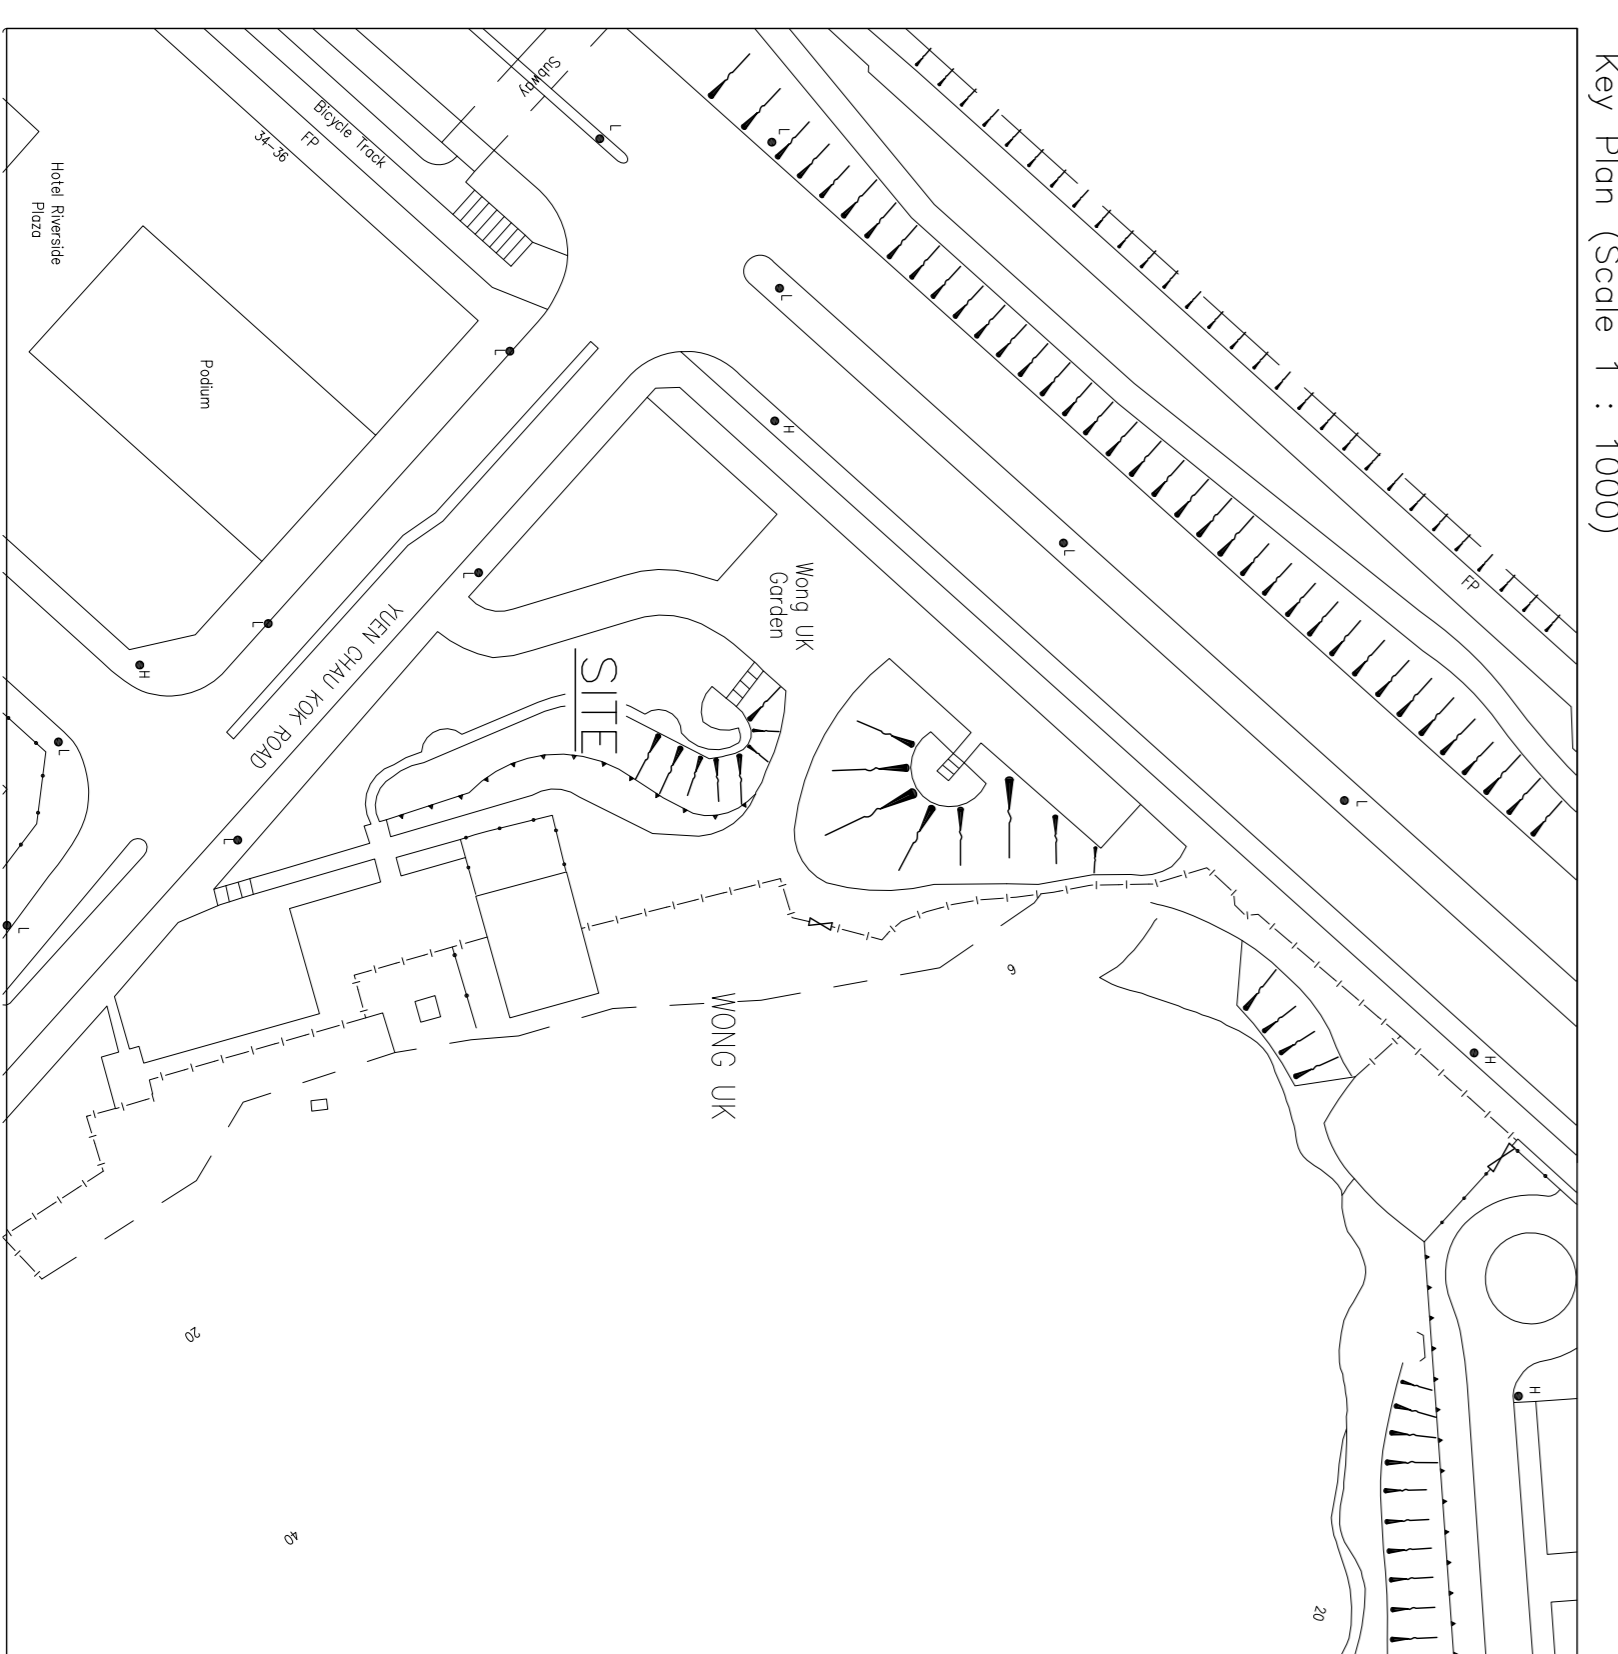 Key Plan (Scale 1 : 1000)
Subway
L
Bicycle Track
FP
34-36
L
Hotel Riverside
Plaza
L
L
Podium
H
L
L
FP
Wong UK
Garden
YUEN CHAU KOK ROAD
L
H
SITE
L
L
L
L
6
WONG UK
H
20
H
40
20